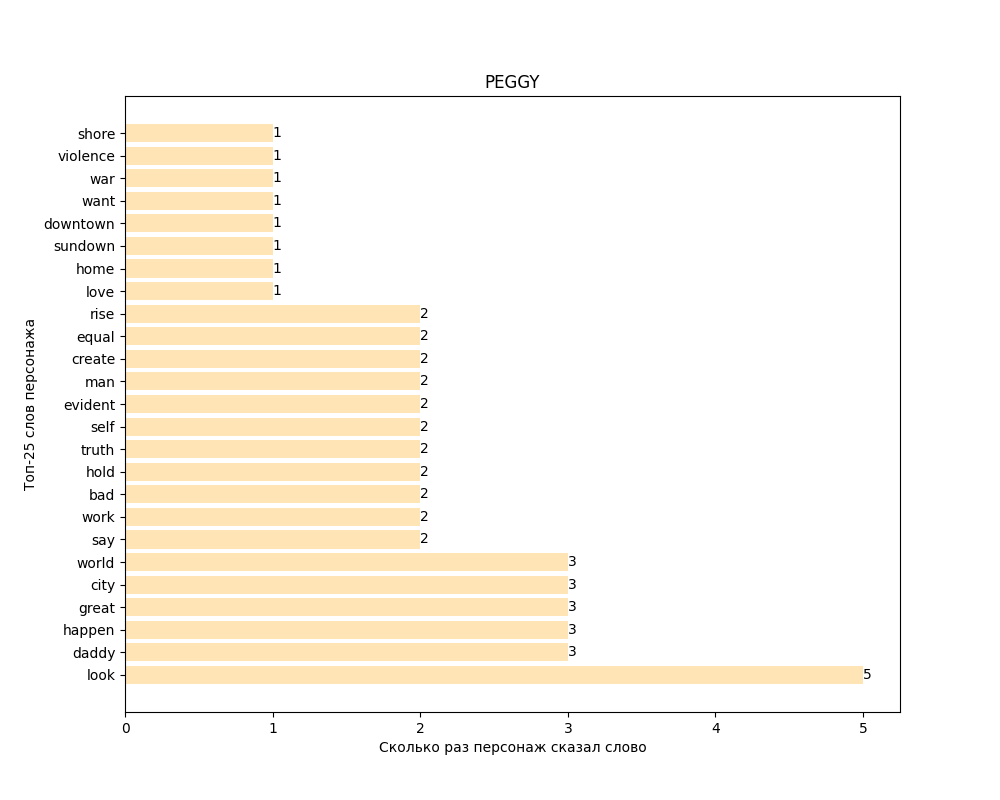 PEGGY
Топ-25 слов персонажа
shore 1
violence 1
war 1
want 1
downtown 1
sundown 1
home 1
love 1
rise 2
equal 2
create 2
man 2
evident 2
self 2
truth 2
hold 2
bad 2
work 2
say 2
world 3
city 3
great 3
happen 3
daddy 3
look 5
0 1 2 3 4 5
Сколько раз персонаж сказал слово